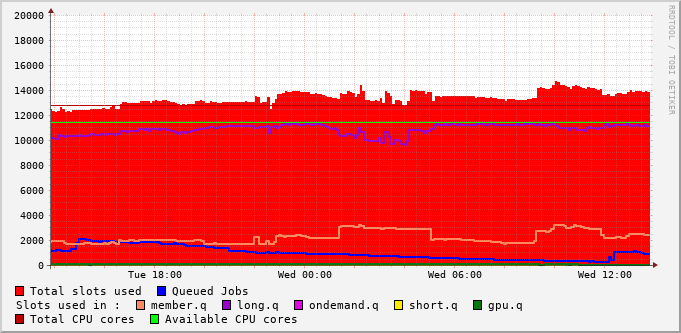 20000
18000
16000
14000
12000
10000
8000
6000
4000
2000
0
Tue 18:00 Wed 00:00 Wed 06:00 Wed 12:00
RRDTOOL / TOBI OETIKER
Total slots used Queued Jobs
Slots used in : member.q long.q ondemand.q short.q gpu.q
Total CPU cores Available CPU cores